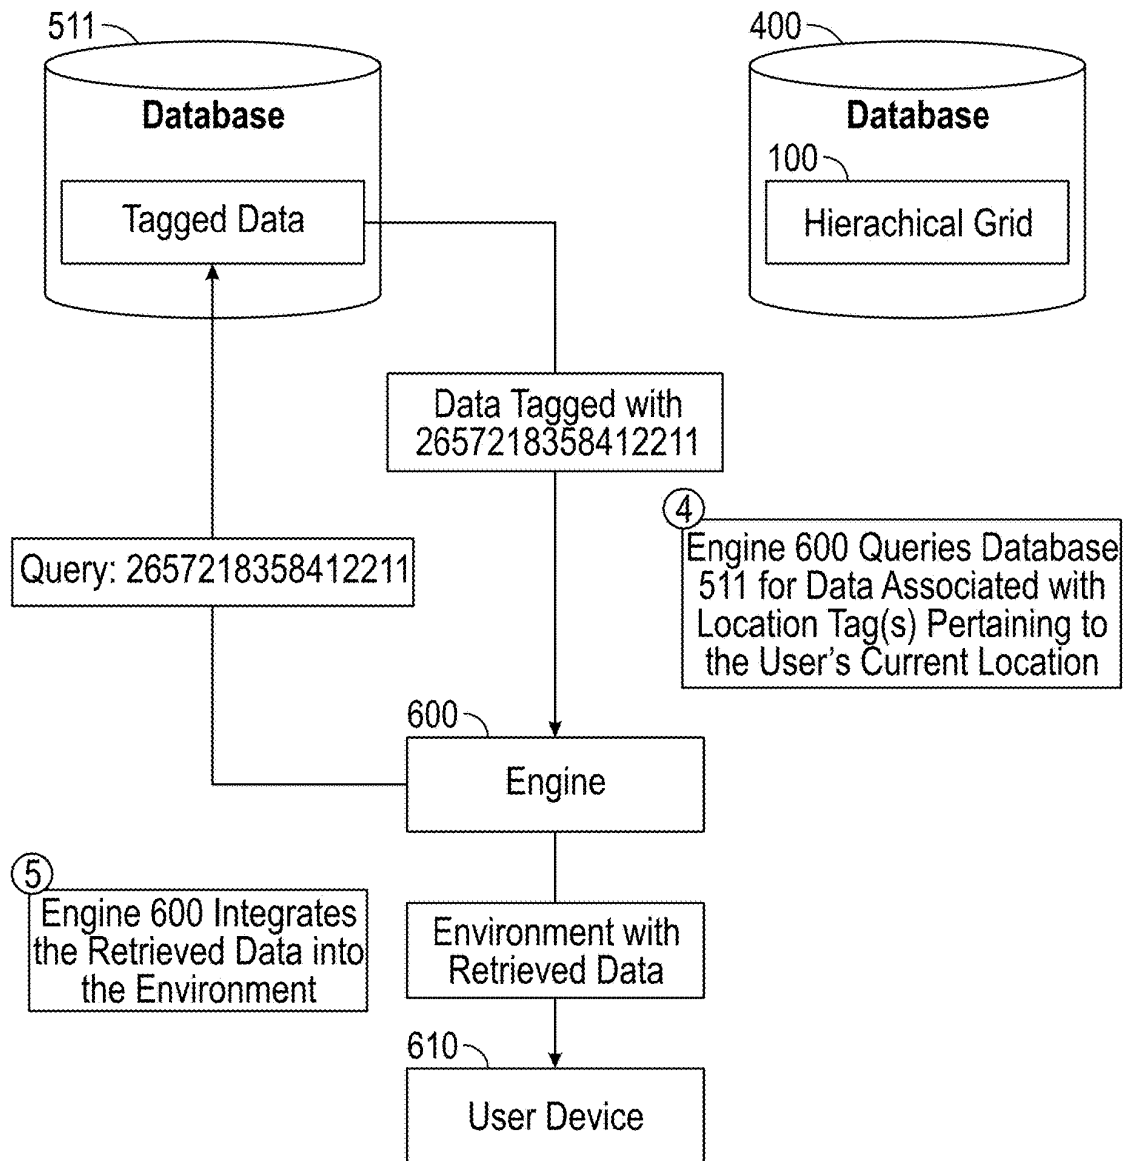 511
Database
Tagged Data
400
Database
100
Hierachical Grid
Data Tagged with
2657218358412211
Query: 2657218358412211
4
Engine 600 Queries Database
511 for Data Associated with
Location Tag(s) Pertaining to
the User's Current Location
600
Engine
5
Engine 600 Integrates
the Retrieved Data into
the Environment
Environment with
Retrieved Data
610
User Device